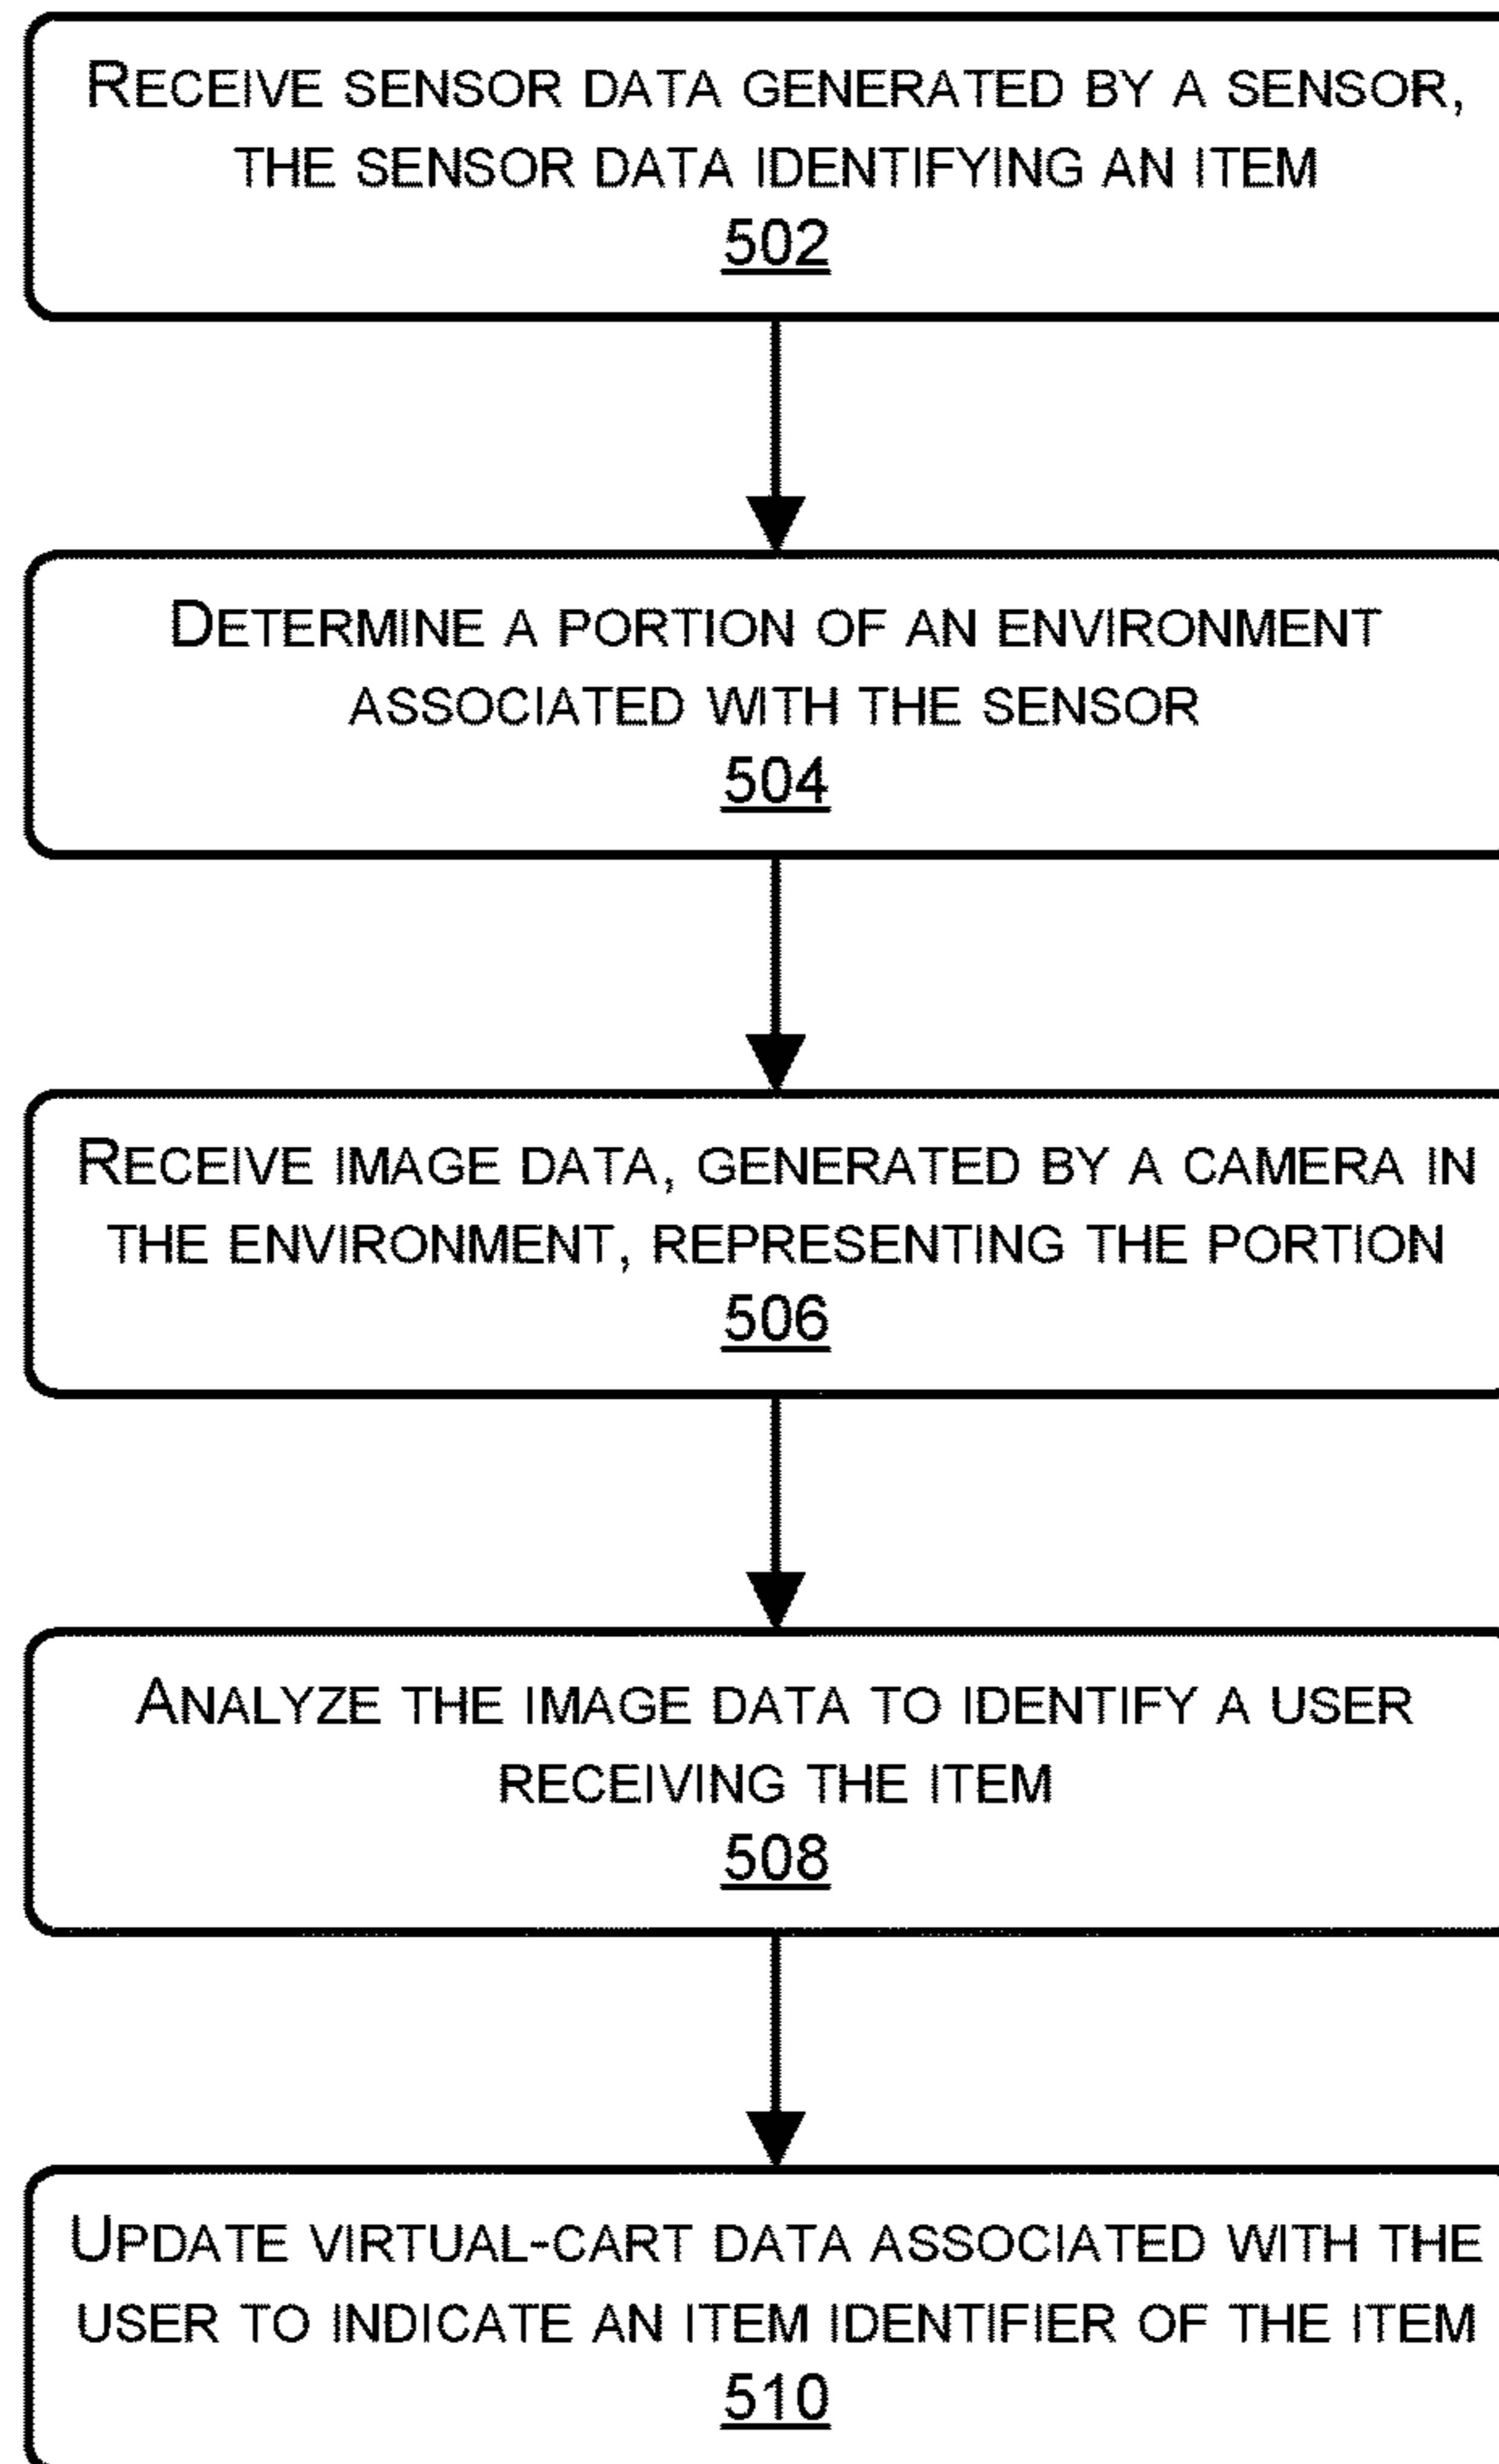 RECEIVE SENSOR DATA GENERATED BY A SENSOR,
THE SENSOR DATA IDENTIFYING AN ITEM
502
DETERMINE A PORTION OF AN ENVIRONMENT
ASSOCIATED WITH THE SENSOR
504
RECEIVE IMAGE DATA, GENERATED BY A CAMERA IN
THE ENVIRONMENT, REPRESENTING THE PORTION
506
ANALYZE THE IMAGE DATA TO IDENTIFY A USER
RECEIVING THE ITEM
508
UPDATE VIRTUAL-CART DATA ASSOCIATED WITH THE
USER TO INDICATE AN ITEM IDENTIFIER OF THE ITEM
510